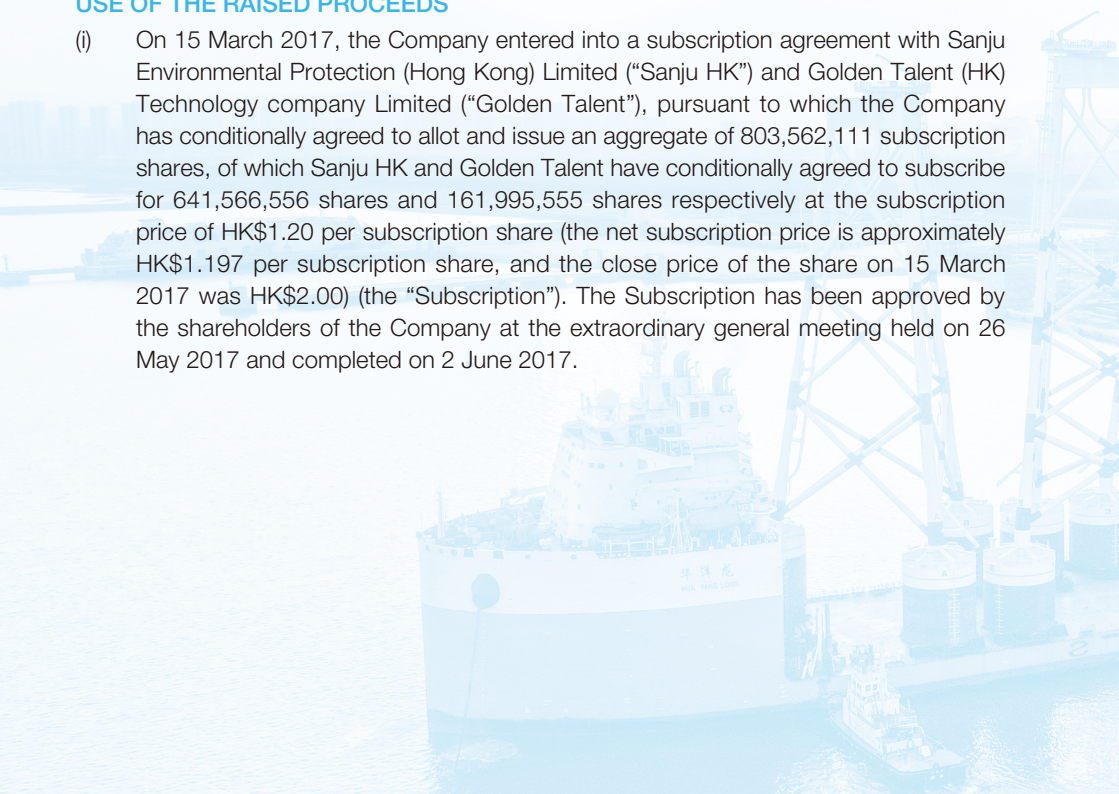 USE OF THE RAISED PROCEEDS
(i) On 15 March 2017, the Company entered into a subscription agreement with Sanju
Environmental Protection (Hong Kong) Limited (“Sanju HK”) and Golden Talent (HK)
Technology company Limited (“Golden Talent”), pursuant to which the Company
has conditionally agreed to allot and issue an aggregate of 803,562,111 subscription
shares, of which Sanju HK and Golden Talent have conditionally agreed to subscribe
for 641,566,556 shares and 161,995,555 shares respectively at the subscription
price of HK$1.20 per subscription share (the net subscription price is approximately
HK$1.197 per subscription share, and the close price of the share on 15 March
2017 was HK$2.00) (the “Subscription”). The Subscription has been approved by
the shareholders of the Company at the extraordinary general meeting held on 26
May 2017 and completed on 2 June 2017.
华洋龙